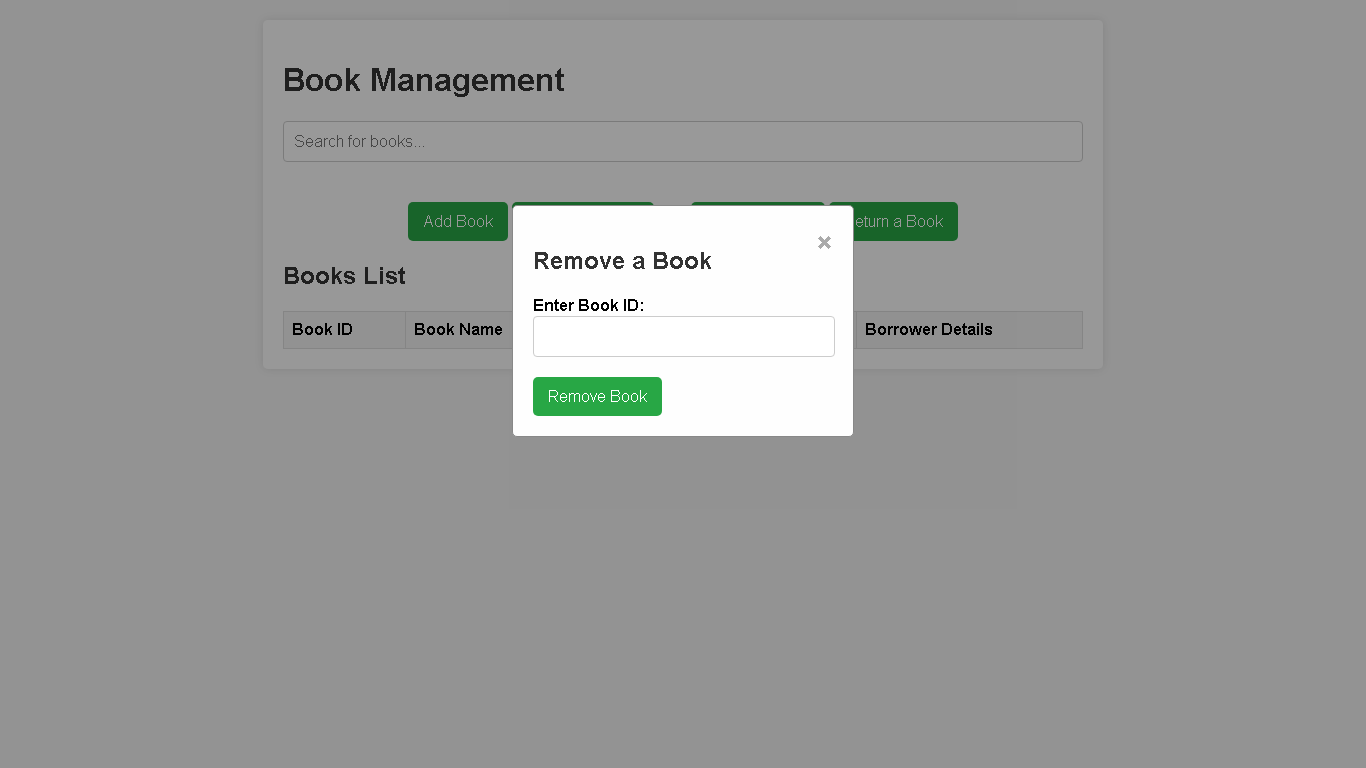 Book Management
Search for books...
Add Book
eturn a Book
×
Remove a Book
Books List
Enter Book ID:
Book ID Book Name Borrower Details
Remove Book